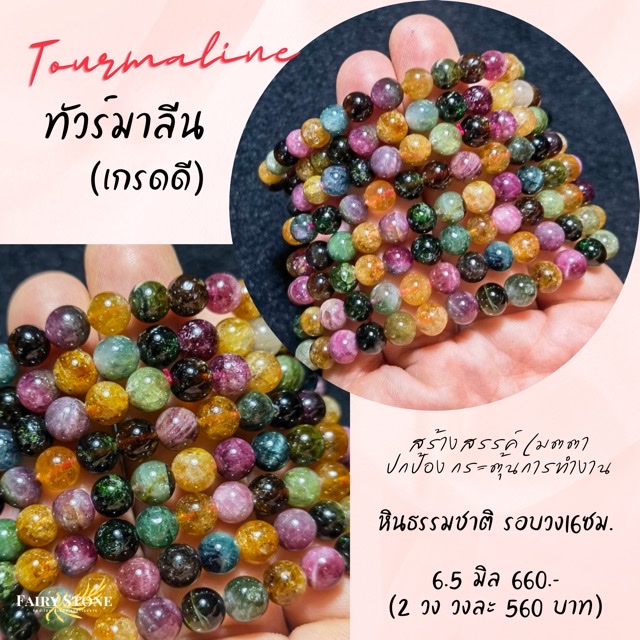 Tourmaline
ทัวร์มาลีน
(เกรดดี)
สร้างสรรค์ เมตตา
ปกป้อง กระตุ้นการทำงาน
หินธรรมชาติ รอบวง16ซม.
6.5 มิล 660.-
(2 วง วงละ 560 บาท)
FAIRY STONE